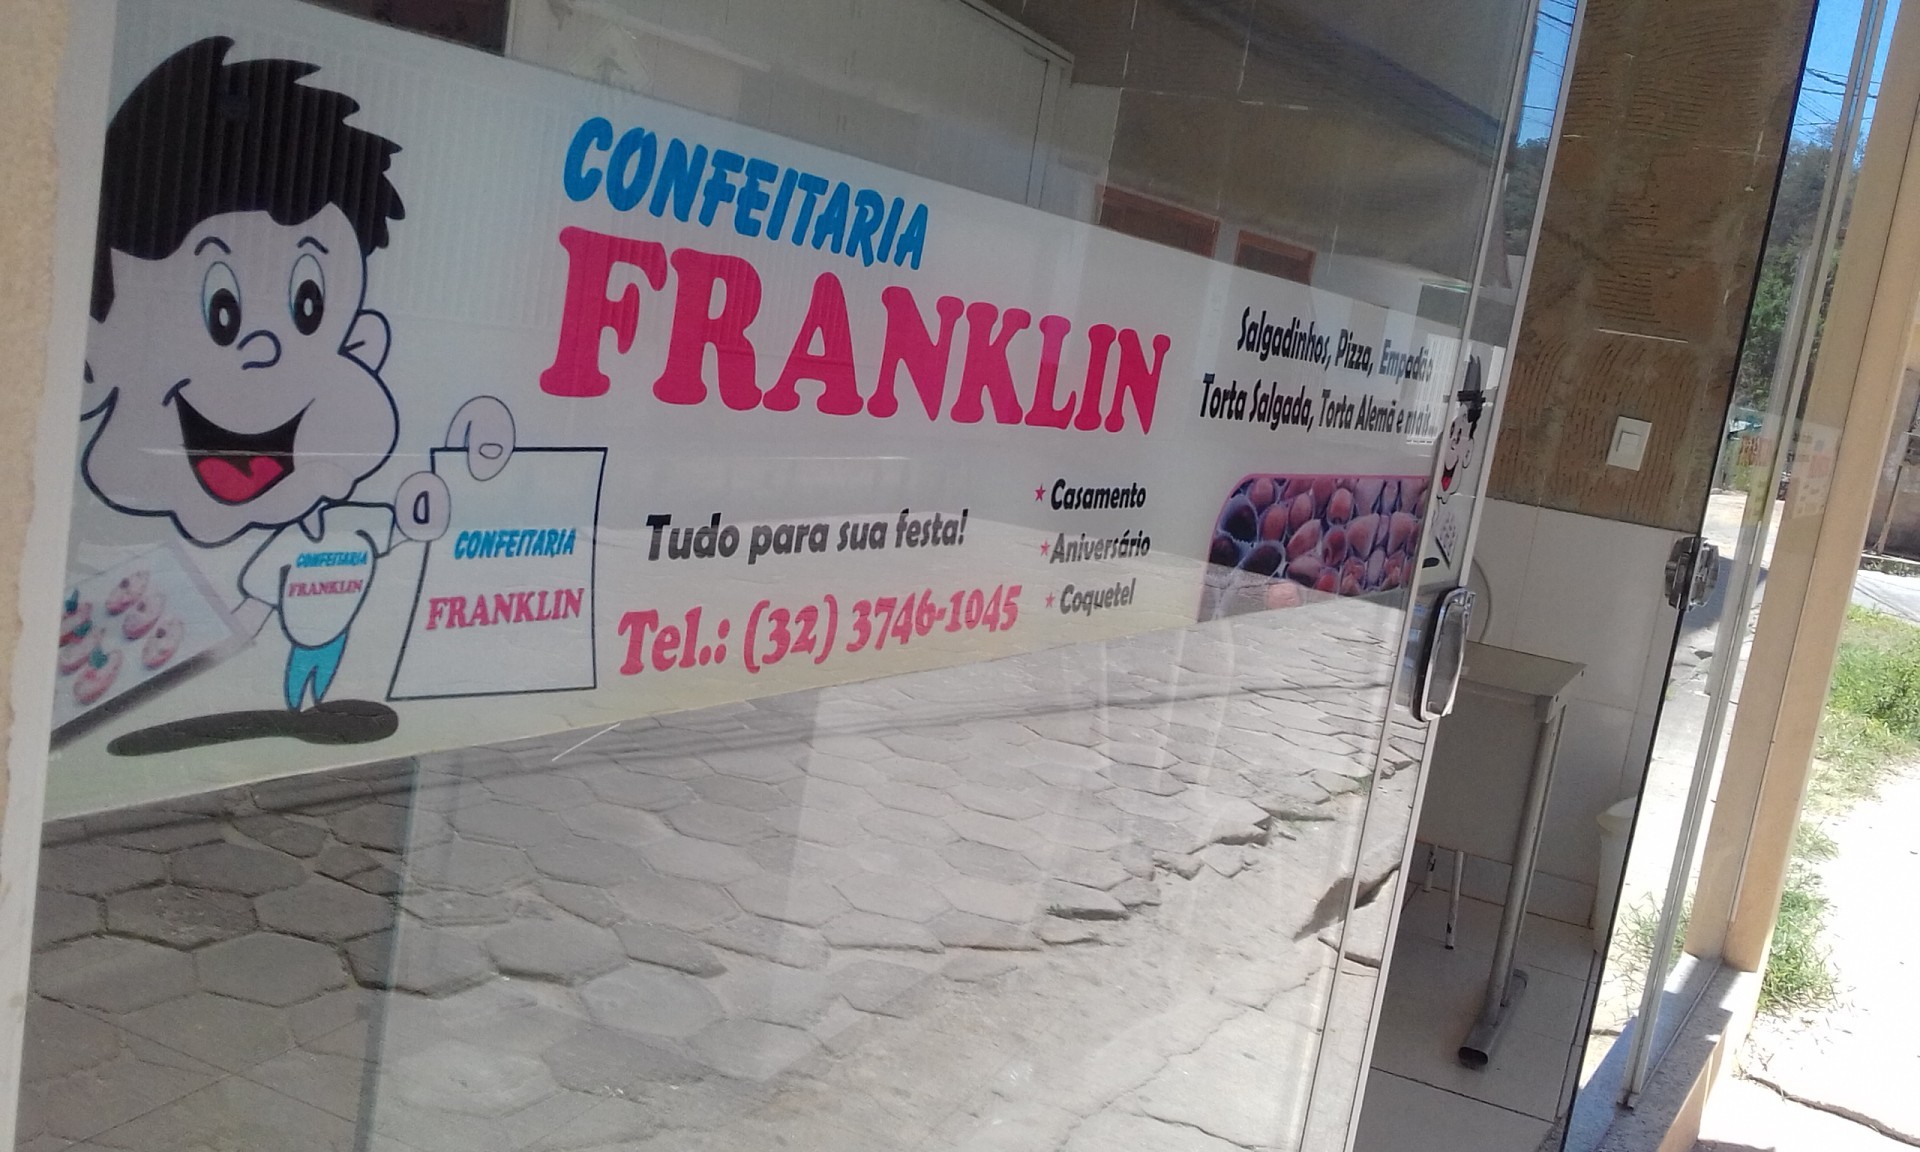 CONFEITARIA
FRANKLIN
Salgadinhos, Pizza, Empadão
Torta Salgada, Torta Alemã e mais...
Tudo para sua festa!
Tel.: (32) 3746-1045
★ Casamento
★ Aniversário
★ Coquetel
CONFEITARIA
FRANKLIN
CONFEITARIA
FRANKLIN